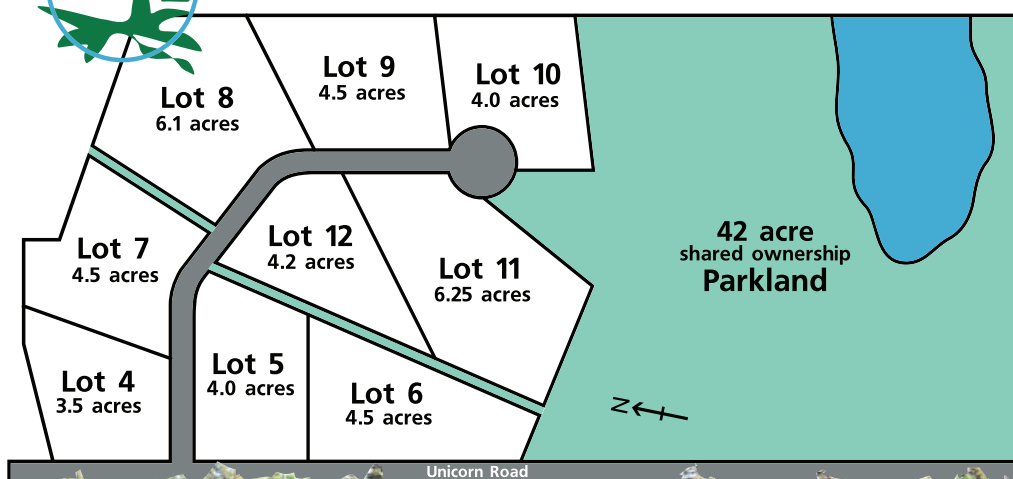 Lot 8
6.1 acres
Lot 9
4.5 acres
Lot 10
4.0 acres
Lot 7
4.5 acres
Lot 12
4.2 acres
Lot 11
6.25 acres
42 acre
shared ownership
Parkland
Lot 4
3.5 acres
Lot 5
4.0 acres
Lot 6
4.5 acres
N
Unicorn Road